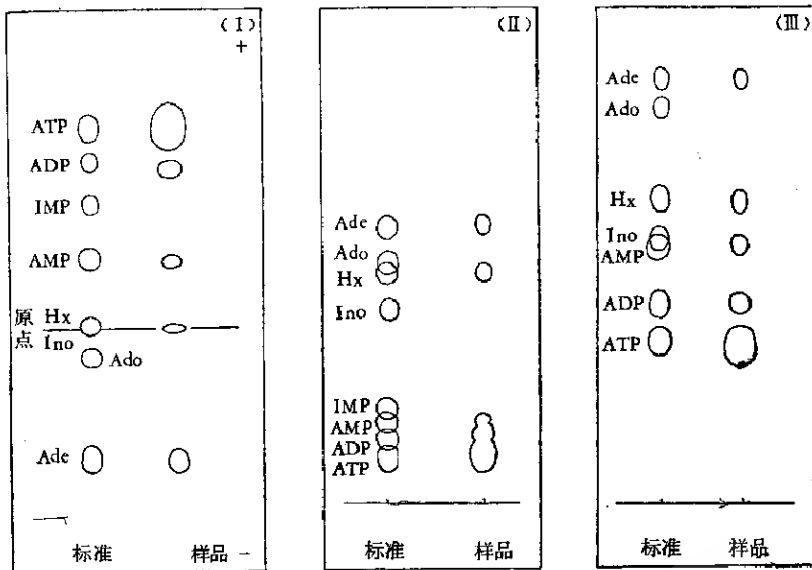 (Ⅰ)
+
ATP
ADP
IMP
AMP
原点
Hx
Ino
Ado
Ade
标准
样品 -
(Ⅱ)
Ade
Ado
Hx
Ino
IMP
AMP
ADP
ATP
标准
样品
(Ⅲ)
Ade
Ado
Hx
Ino
AMP
ADP
ATP
标准
样品